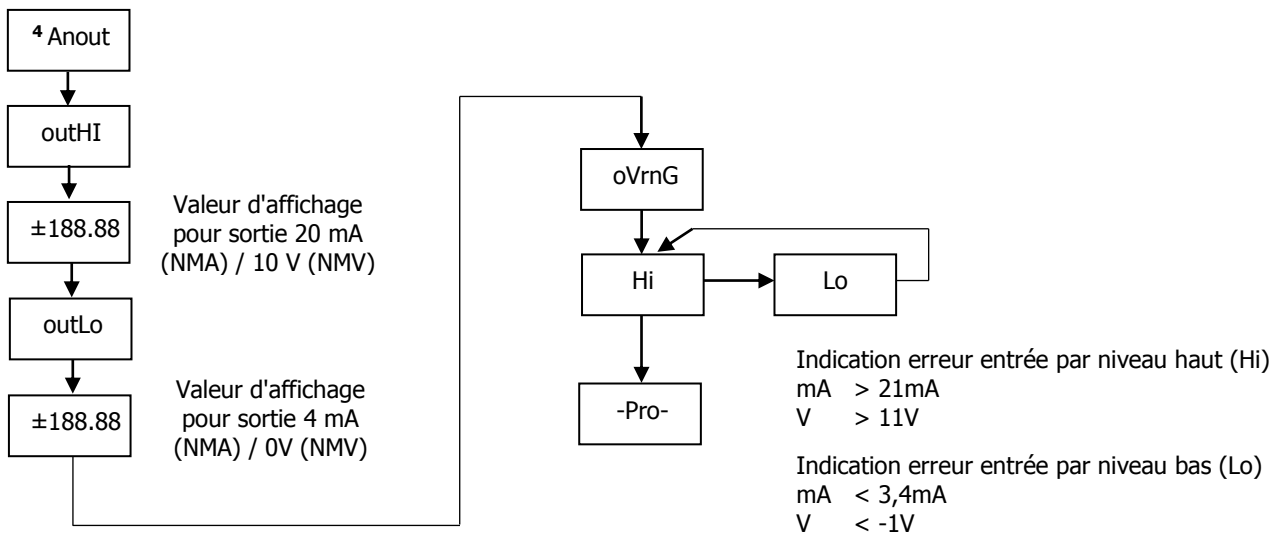 ⁴ Anout
outHI
±188.88
Valeur d'affichage
pour sortie 20 mA
(NMA) / 10 V (NMV)
outLo
±188.88
Valeur d'affichage
pour sortie 4 mA
(NMA) / 0V (NMV)
oVrnG
Hi
Lo
-Pro-
Indication erreur entrée par niveau haut (Hi)
mA > 21mA
V > 11V
Indication erreur entrée par niveau bas (Lo)
mA < 3,4mA
V < -1V